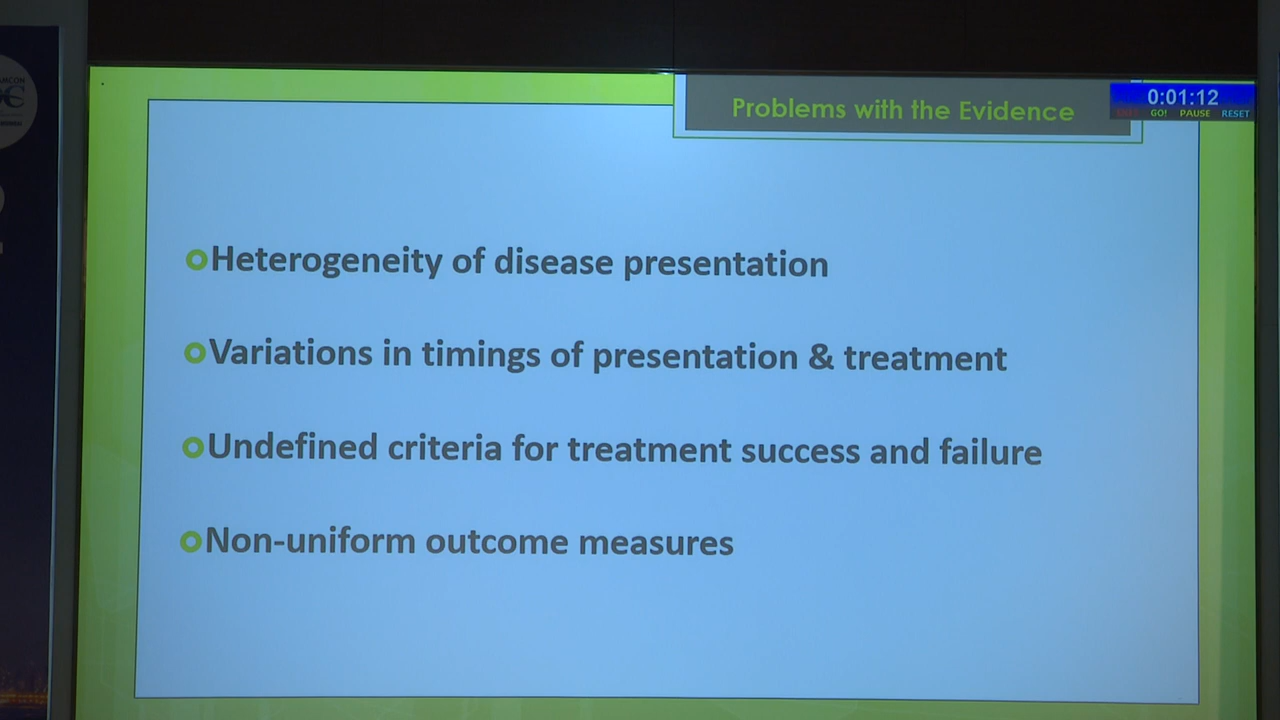 Problems with the Evidence
0:01:12
GO! PAUSE RESET
Heterogeneity of disease presentation
Variations in timings of presentation & treatment
Undefined criteria for treatment success and failure
Non-uniform outcome measures